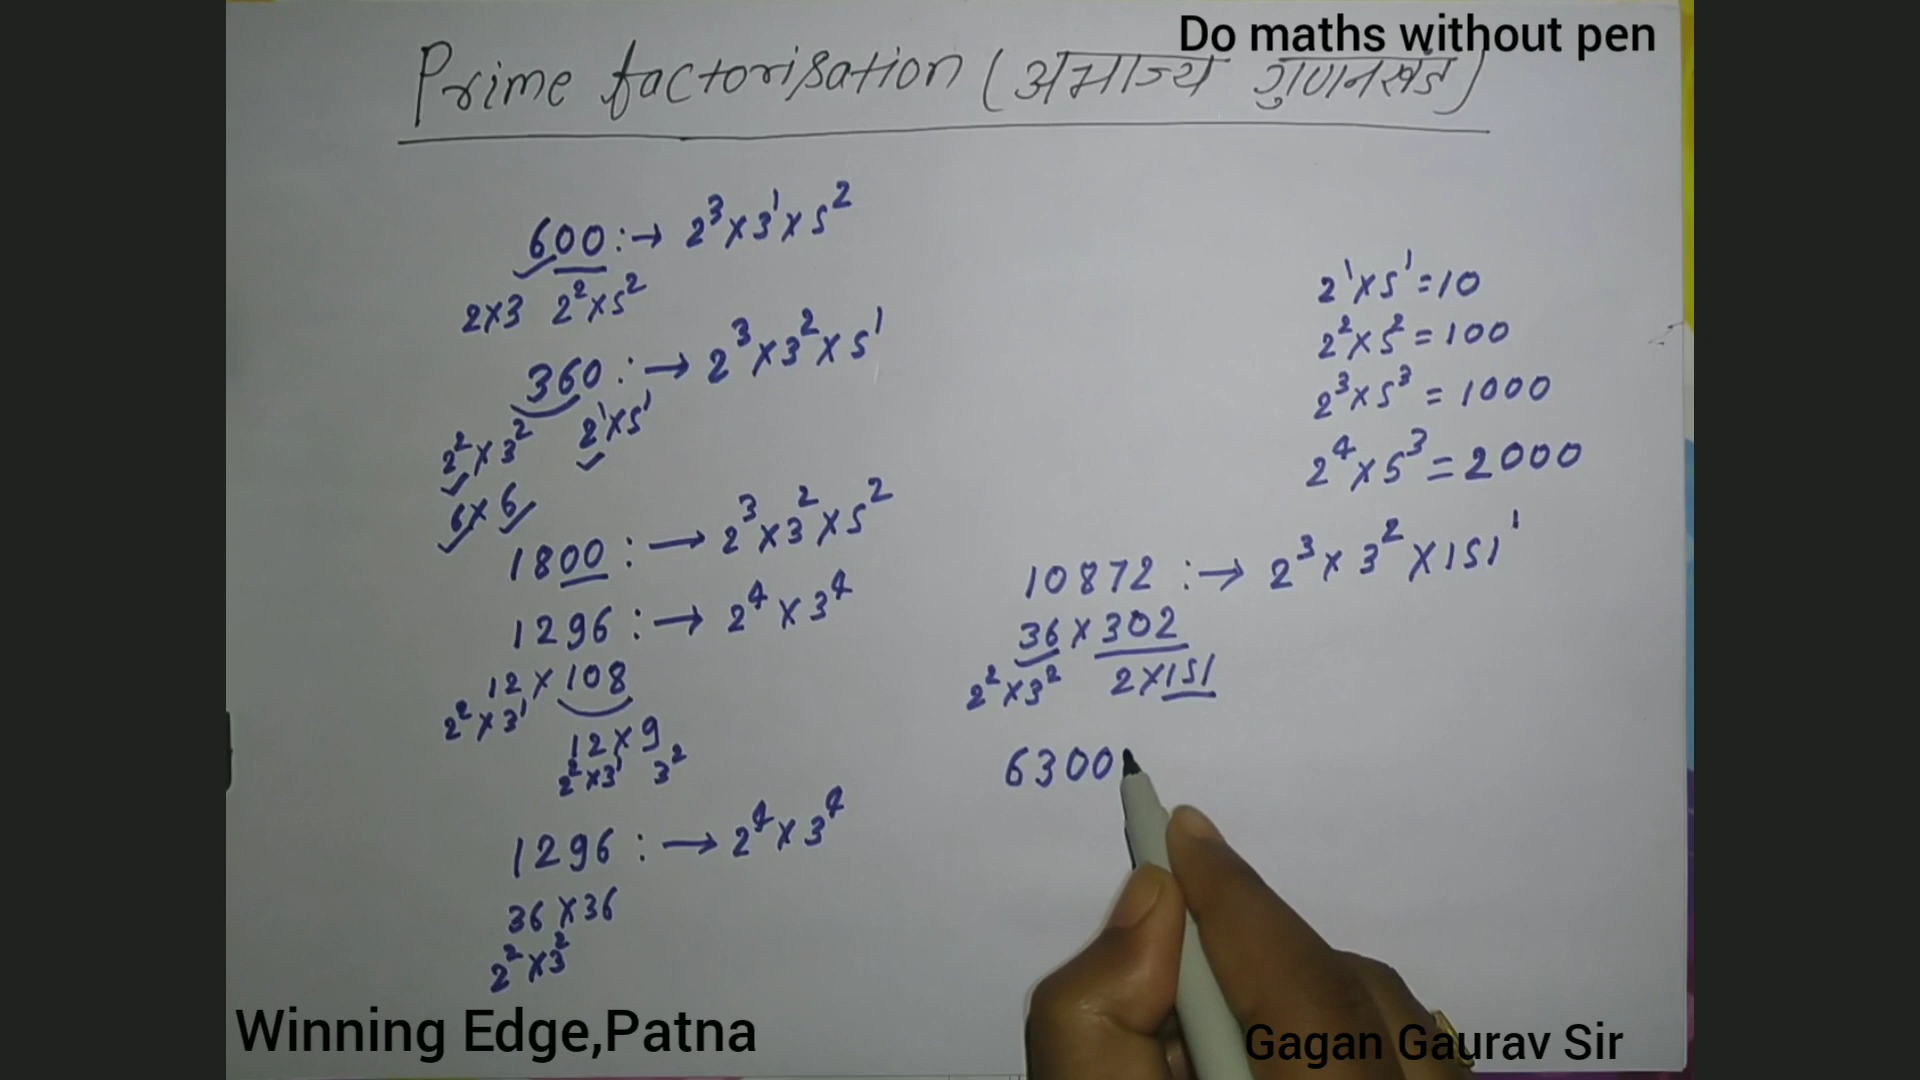 Do maths without pen
Prime factorisation (अभाज्य गुणनखंड)
600 :→ 2³×3¹×5²
2×3 2²×5²
360 :→ 2³×3²×5¹
2²×3² 2¹×5¹
6×6
1800 :→ 2³×3²×5²
1296 :→ 2⁴×3⁴
12×108
2²×3¹
12×9
2²×3¹ 3²
1296 :→ 2⁴×3⁴
36×36
2²×3²
2¹×5¹=10
2²×5²=100
2³×5³=1000
2⁴×5³=2000
10872 :→ 2³×3²×151¹
36×302
2²×3² 2×151
6300
Winning Edge,Patna
Gagan Gaurav Sir